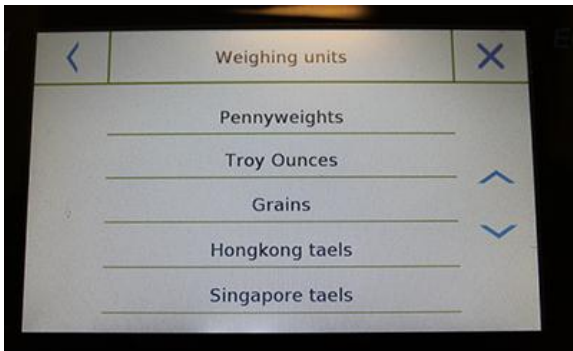 Weighing units
Pennyweights
Troy Ounces
Grains
Hongkong taels
Singapore taels